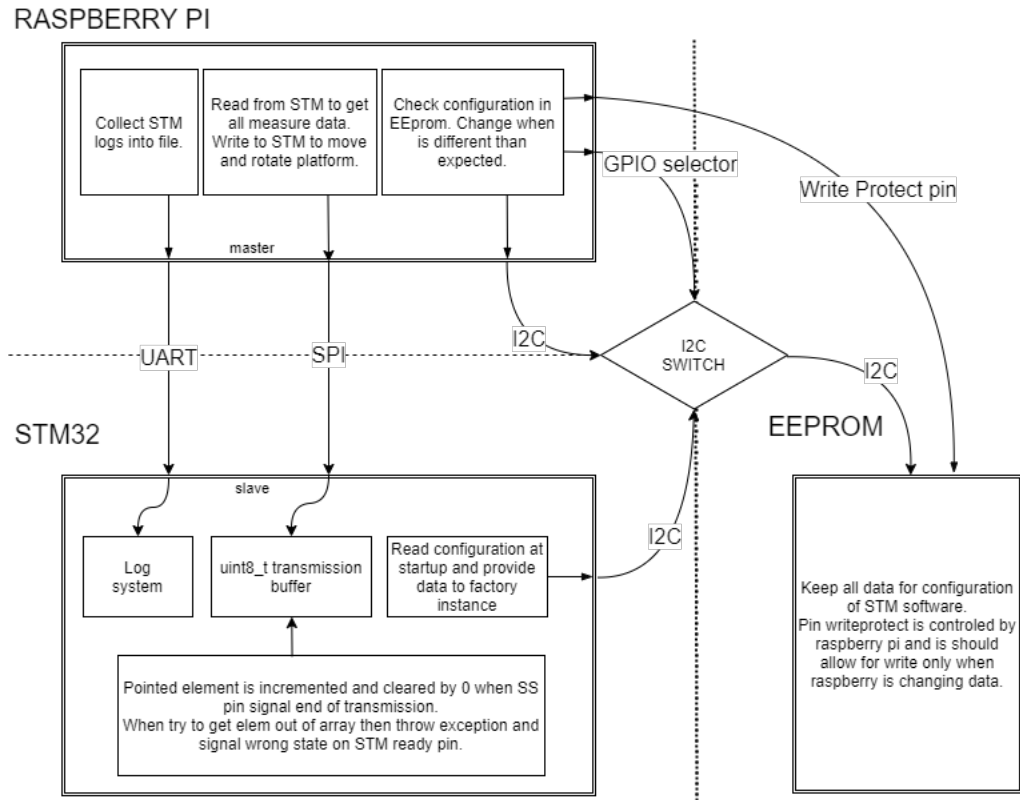 RASPBERRY PI
Collect STM
logs into file.
Read from STM to get
all measure data.
Write to STM to move
and rotate platform.
Check configuration in
EEprom. Change when
is different than
expected.
GPIO selector
Write Protect pin
master
I2C
UART
SPI
I2C
SWITCH
I2C
STM32
EEPROM
slave
I2C
Log
system
uint8_t transmission
buffer
Read configuration at
startup and provide
data to factory
instance
Keep all data for configuration
of STM software.
Pin writeprotect is controled by
raspberry pi and is should
allow for write only when
raspberry is changing data.
Pointed element is incremented and cleared by 0 when SS
pin signal end of transmission.
When try to get elem out of array then throw exception and
signal wrong state on STM ready pin.